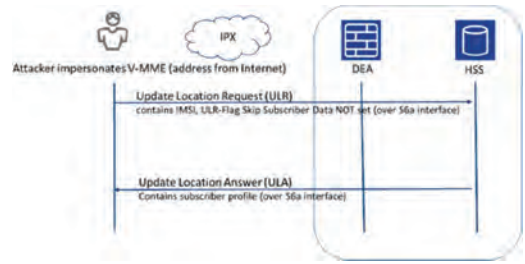 IPX
Attacker impersonates V-MME (address from Internet)
DEA
HSS
Update Location Request (ULR)
contains IMSI, ULR-Flag Skip Subscriber Data NOT set (over S6a interface)
Update Location Answer (ULA)
Contains subscriber profile (over S6a interface)